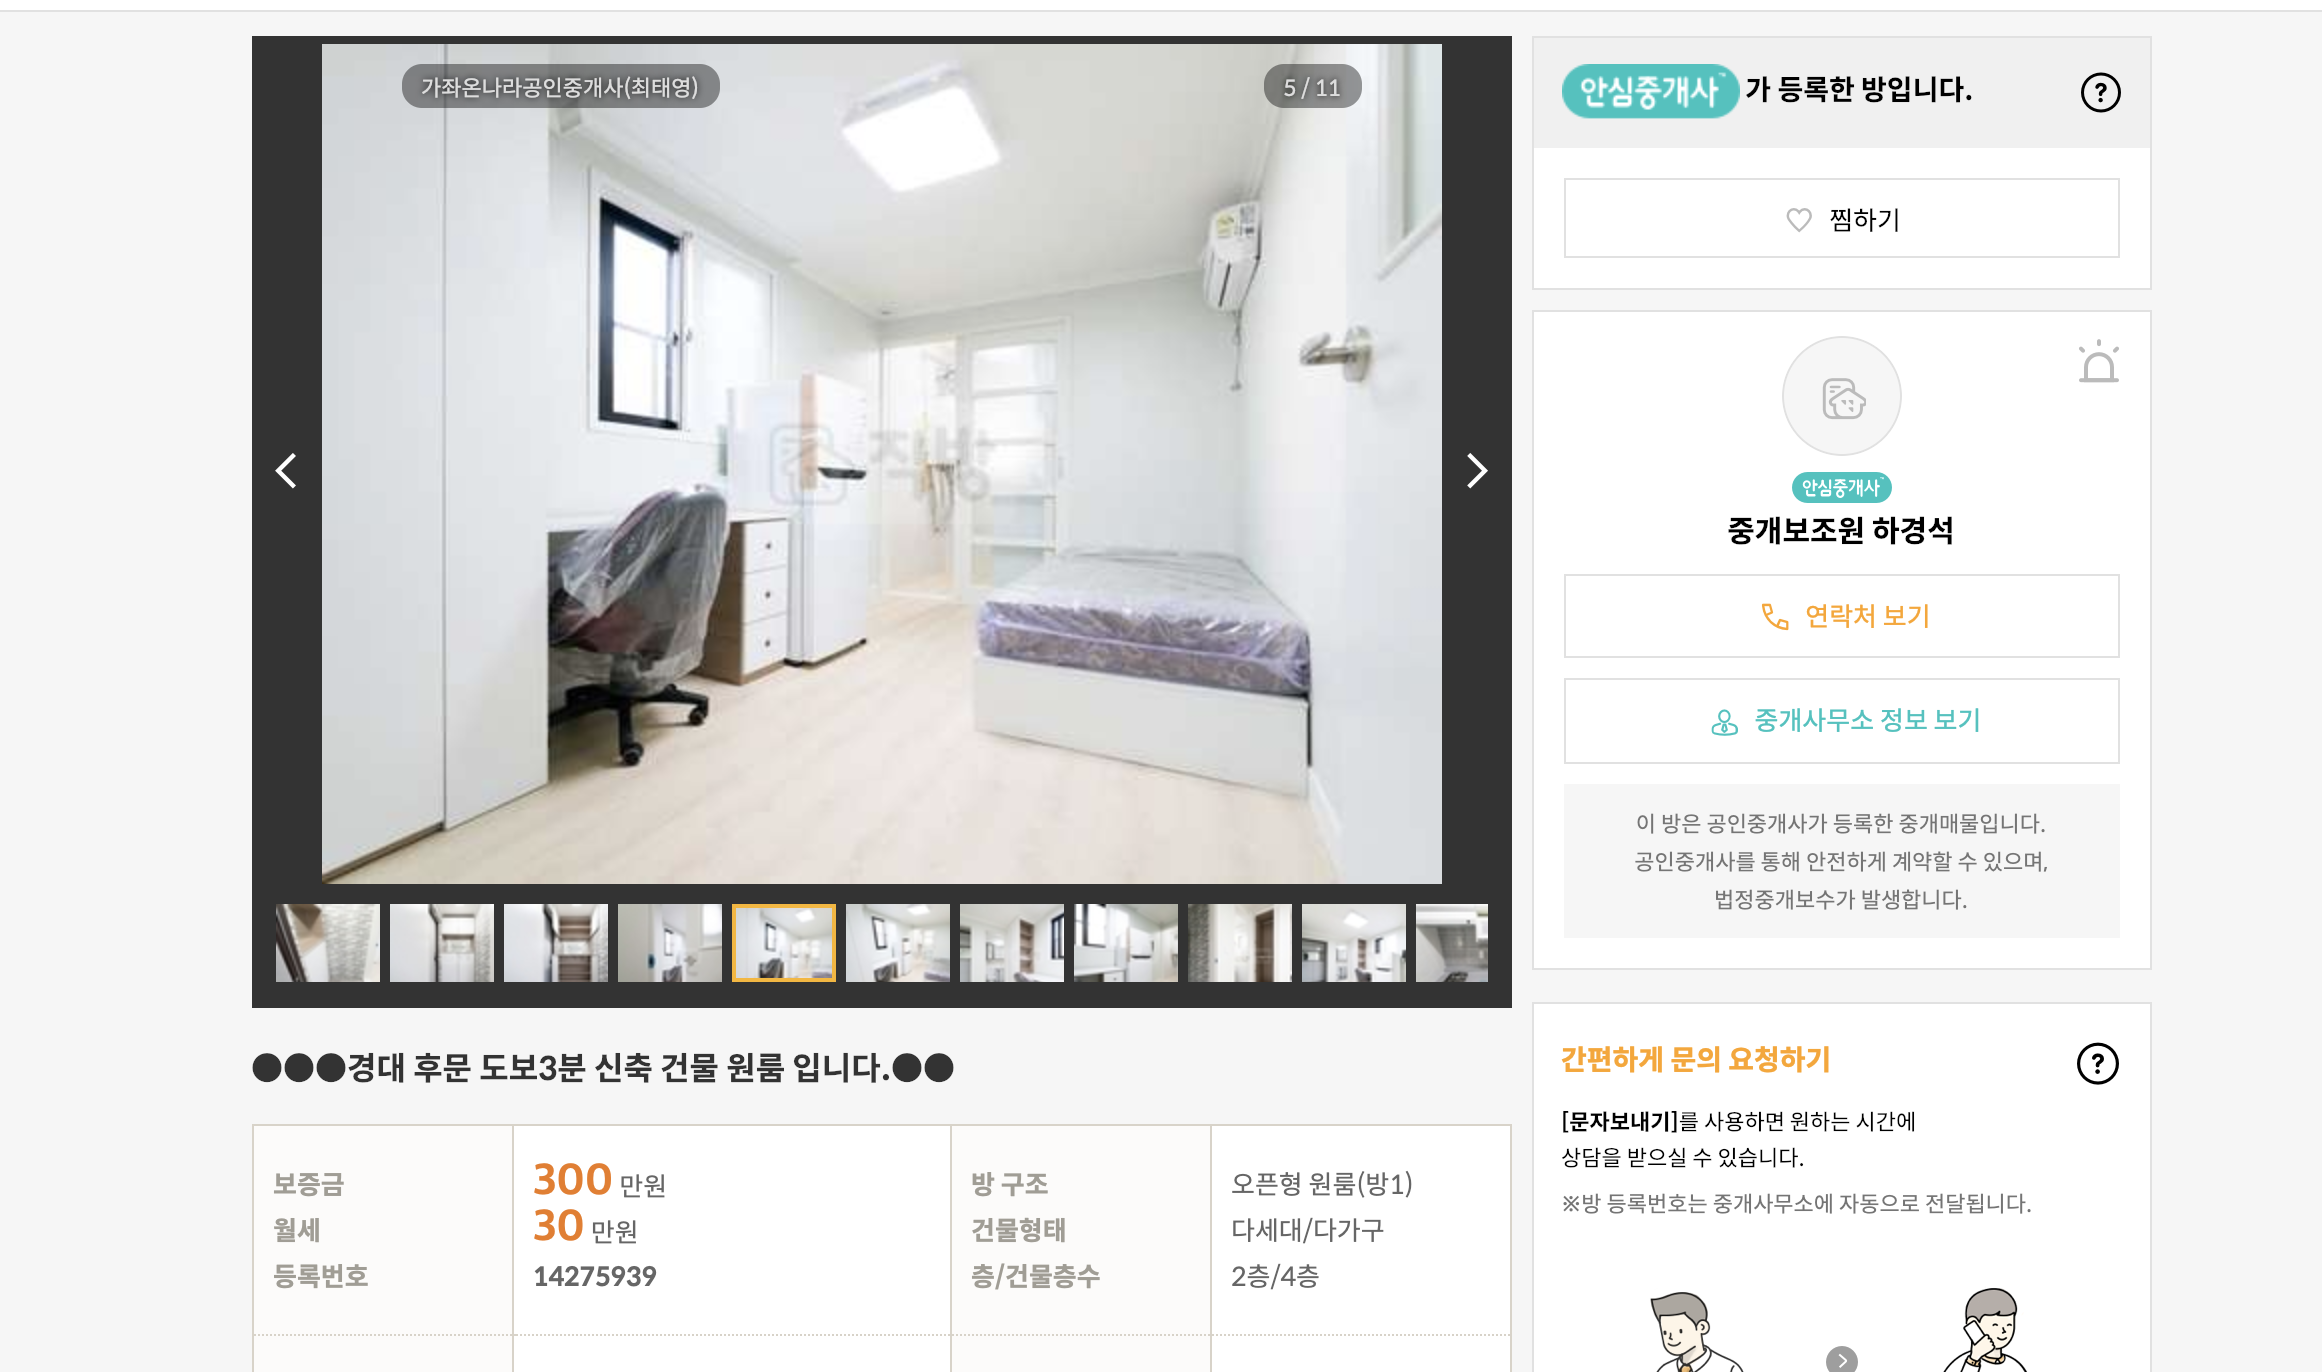 가좌온나라공인중개사(최태영)
5 / 11
직방
●●●경대 후문 도보3분 신축 건물 원룸 입니다.●●
보증금 300 만원 방 구조 오픈형 원룸(방1)
월세 30 만원 건물형태 다세대/다가구
등록번호 14275939 층/건물층수 2층/4층
안심중개사™가 등록한 방입니다. ?
찜하기
안심중개사™
중개보조원 하경석
연락처 보기
중개사무소 정보 보기
이 방은 공인중개사가 등록한 중개매물입니다.
공인중개사를 통해 안전하게 계약할 수 있으며,
법정중개보수가 발생합니다.
간편하게 문의 요청하기 ?
[문자보내기]를 사용하면 원하는 시간에
상담을 받으실 수 있습니다.
※방 등록번호는 중개사무소에 자동으로 전달됩니다.